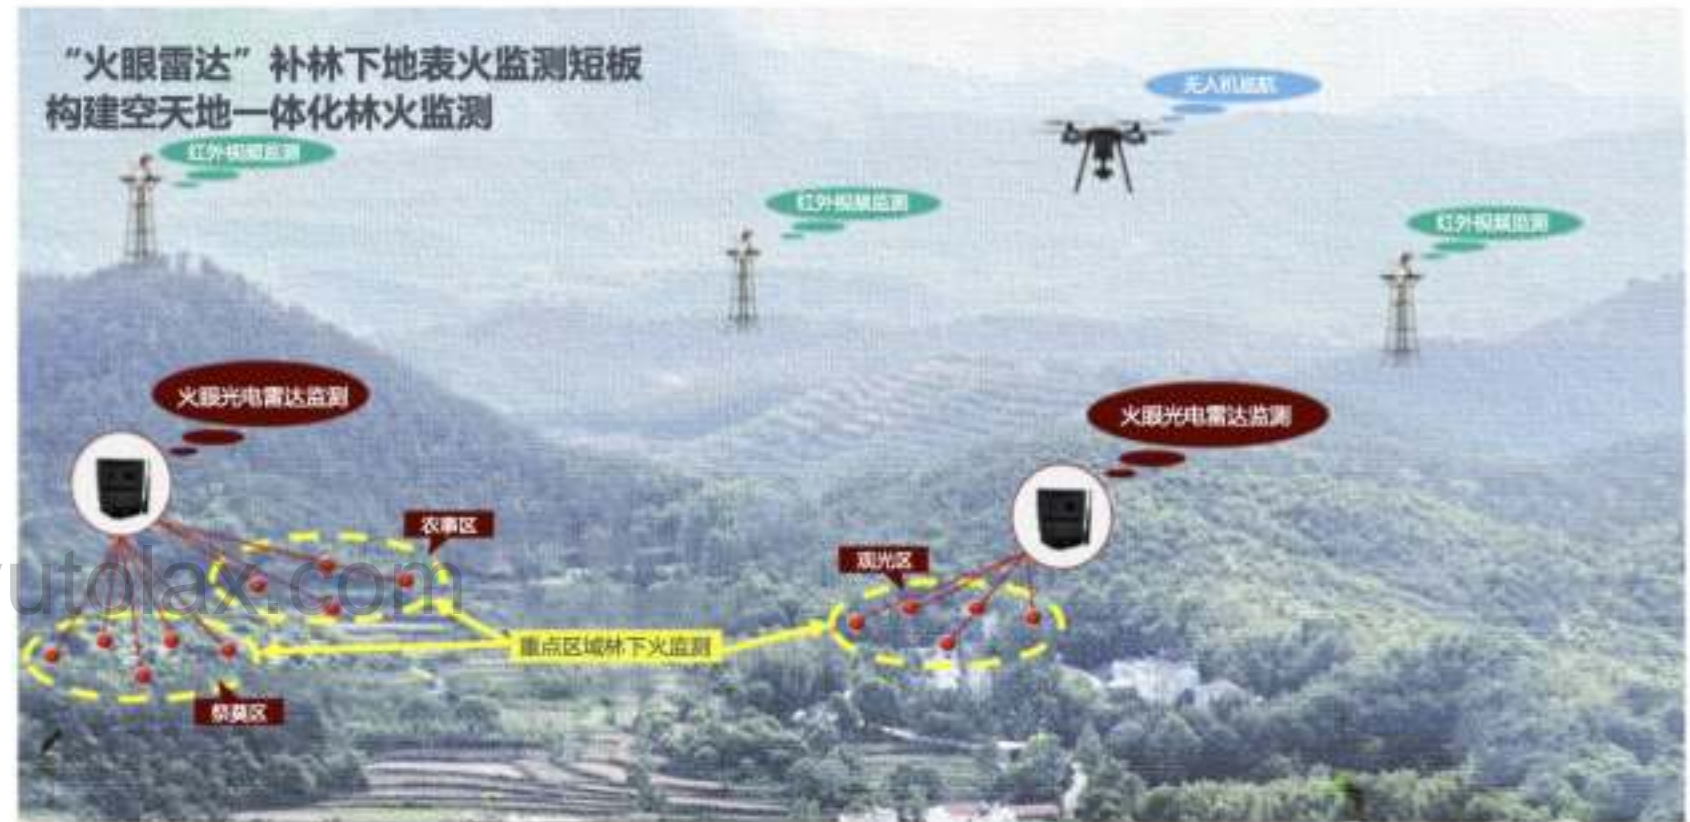 “火眼雷达”补林下地表火监测短板
构建空天地一体化林火监测
无人机巡航
红外视频监测
红外视频监测
红外视频监测
火眼光电雷达监测
火眼光电雷达监测
农事区
观光区
重点区域林下火监测
祭奠区
utolax.com